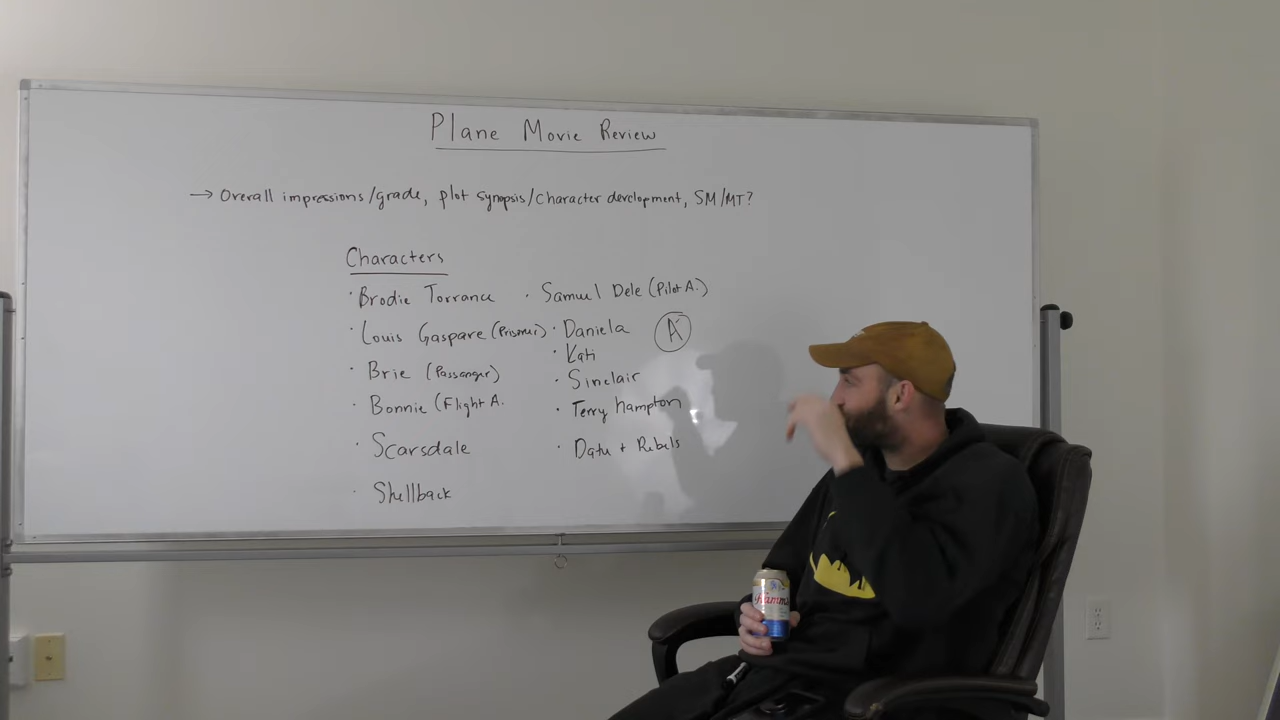 Plane Movie Review
→ Overall impressions/grade, plot synopsis/character development, SM/MT?
Characters
· Brodie Torrance
· Louis Gaspare (Prisoner)
· Brie (Passenger)
· Bonnie (Flight A.
· Scarsdale
· Shellback
· Samuel Dele (Pilot A.)
· Daniela
· Kati
· Sinclair
· Terry Hampton
· Datu + Rebels
A-
Hamm's